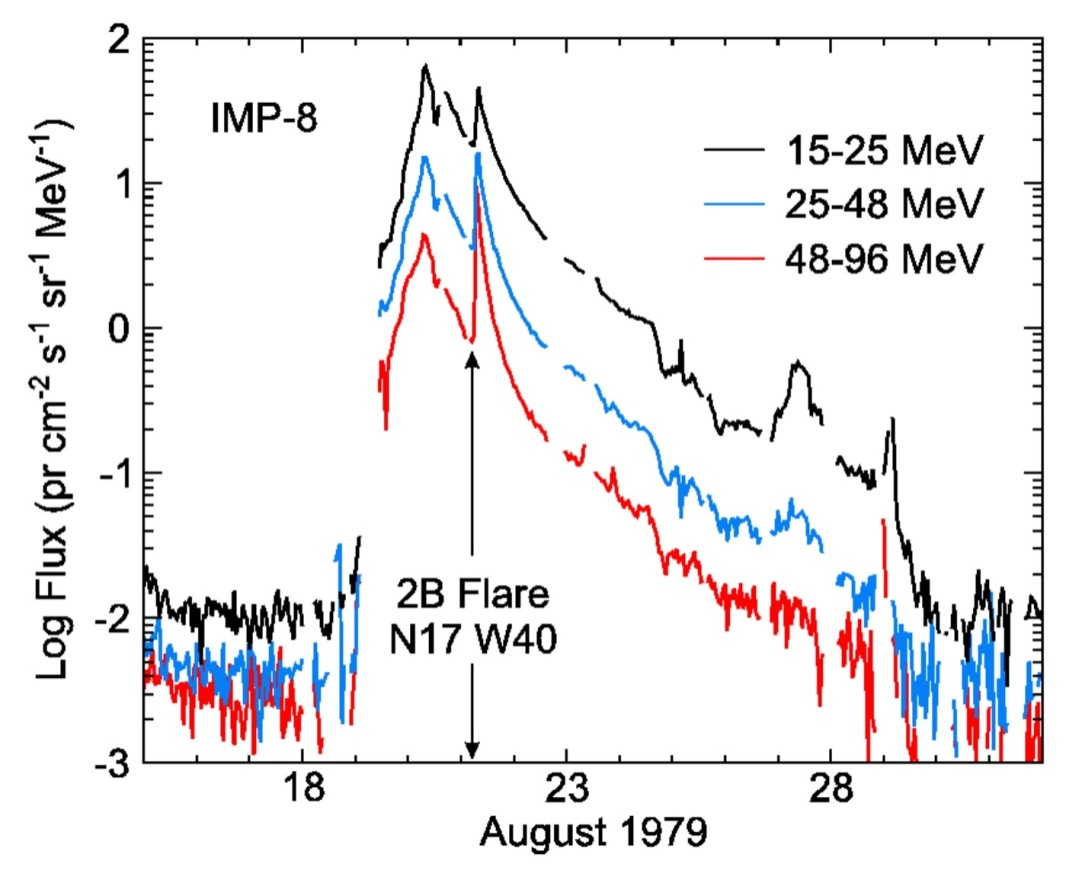 Log Flux (pr cm⁻² s⁻¹ sr⁻¹ MeV⁻¹)
2
1
0
-1
-2
-3
IMP-8
15-25 MeV
25-48 MeV
48-96 MeV
2B Flare
N17 W40
18 23 28
August 1979